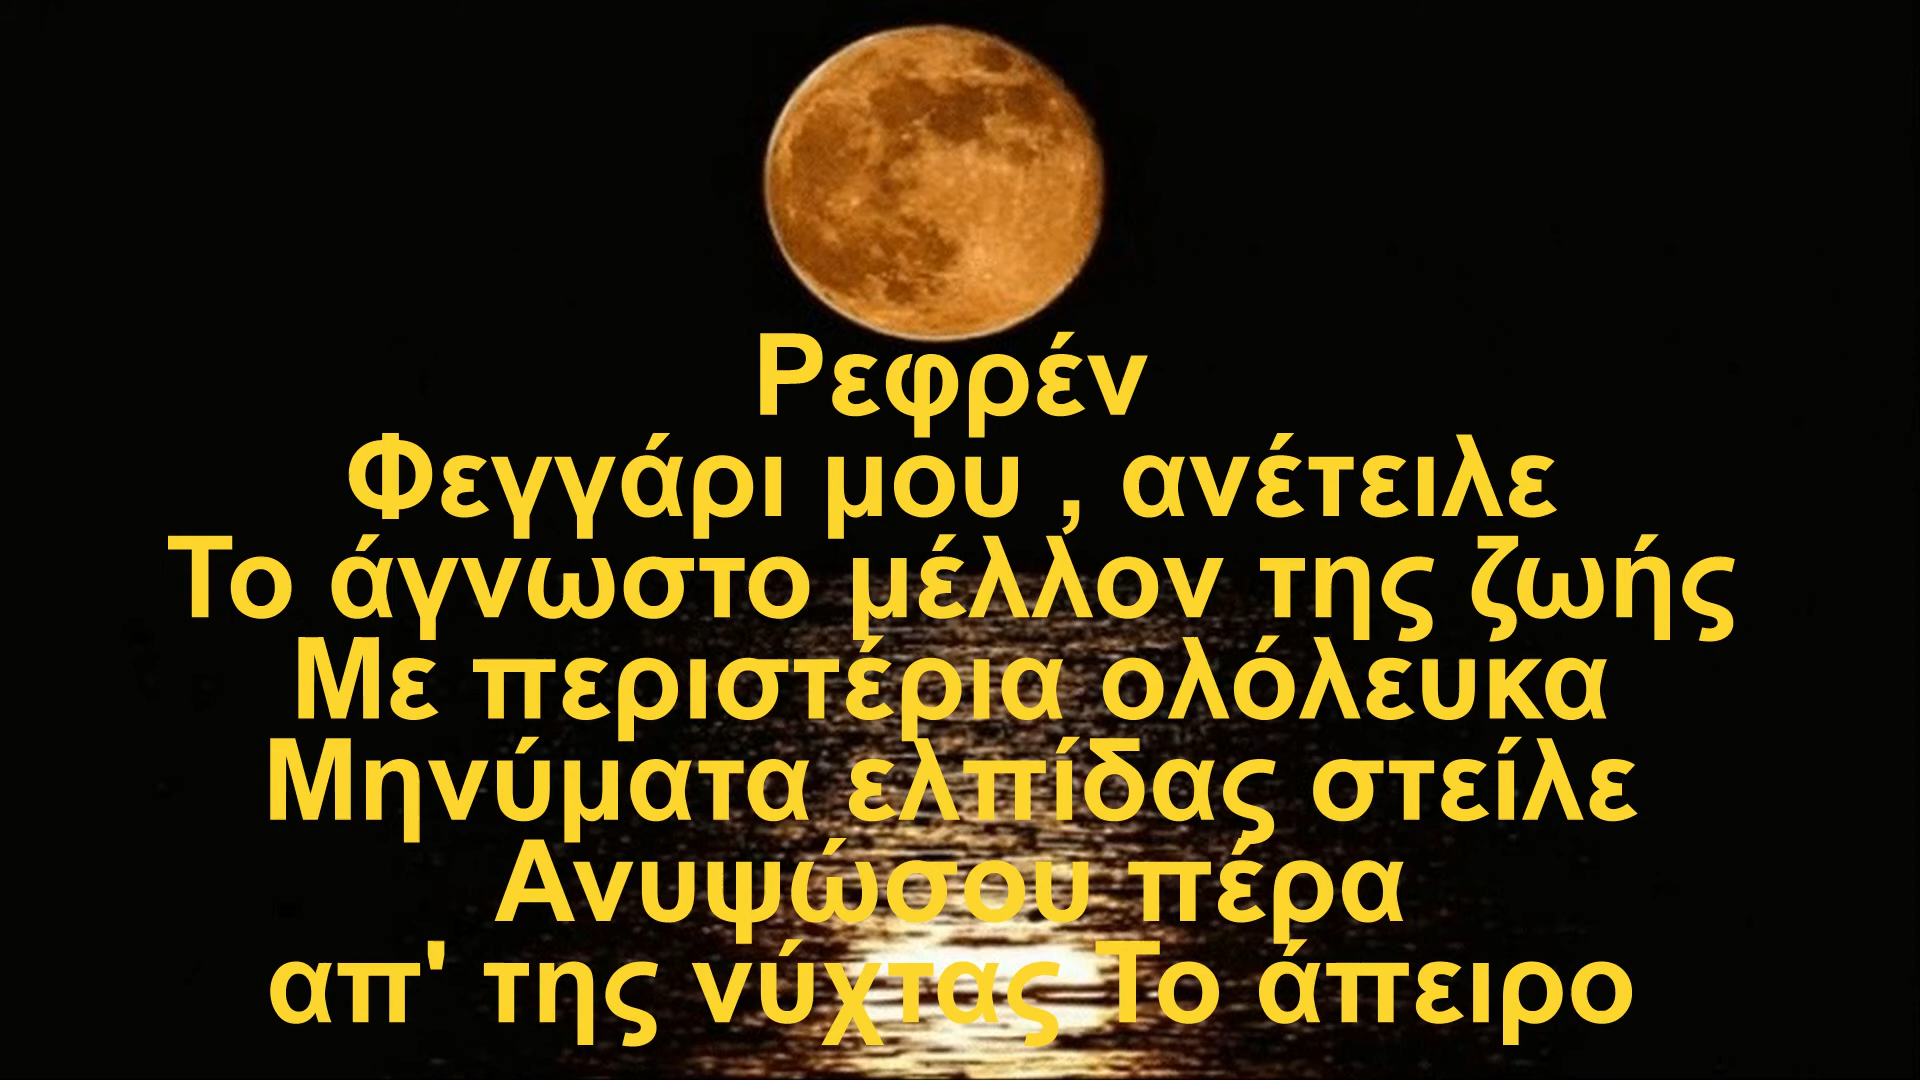 Ρεφρέν
Φεγγάρι μου , ανέτειλε
Το άγνωστο μέλλον της ζωής
Με περιστέρια ολόλευκα
Μηνύματα ελπίδας στείλε
Ανυψώσου πέρα
απ' της νύχτας Το άπειρο